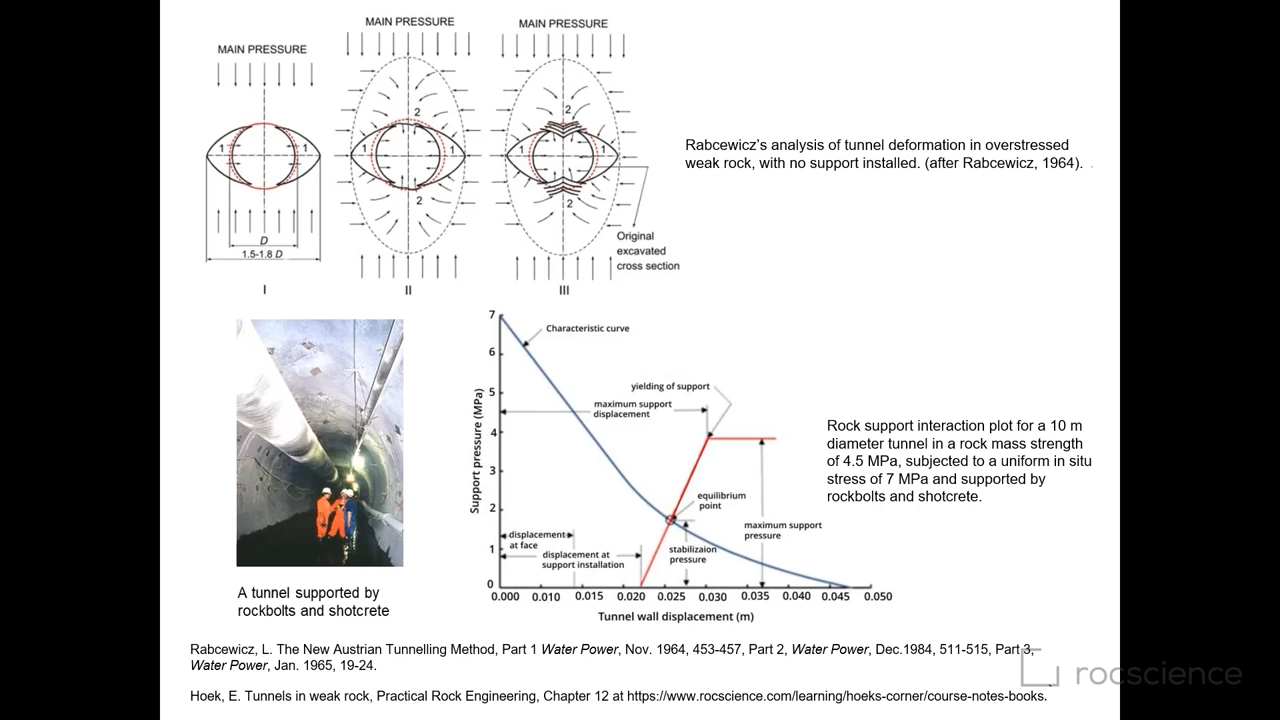 MAIN PRESSURE
MAIN PRESSURE
MAIN PRESSURE
1
1
D
1.5-1.8 D
I
2
1
1
2
II
2
1
1
2
III
Original
excavated
cross section
Rabcewicz's analysis of tunnel deformation in overstressed
weak rock, with no support installed. (after Rabcewicz, 1964).
A tunnel supported by
rockbolts and shotcrete
Support pressure (MPa)
7
6
5
4
3
2
1
0
Characteristic curve
yielding of support
maximum support
displacement
equilibrium
point
maximum support
pressure
stabilizaion
pressure
displacement
at face
displacement at
support installation
0.000 0.010 0.015 0.020 0.025 0.030 0.035 0.040 0.045 0.050
Tunnel wall displacement (m)
Rock support interaction plot for a 10 m
diameter tunnel in a rock mass strength
of 4.5 MPa, subjected to a uniform in situ
stress of 7 MPa and supported by
rockbolts and shotcrete.
Rabcewicz, L. The New Austrian Tunnelling Method, Part 1 Water Power, Nov. 1964, 453-457, Part 2, Water Power, Dec.1984, 511-515, Part 3,
Water Power, Jan. 1965, 19-24.
Hoek, E. Tunnels in weak rock, Practical Rock Engineering, Chapter 12 at https://www.rocscience.com/learning/hoeks-corner/course-notes-books.
rocscience